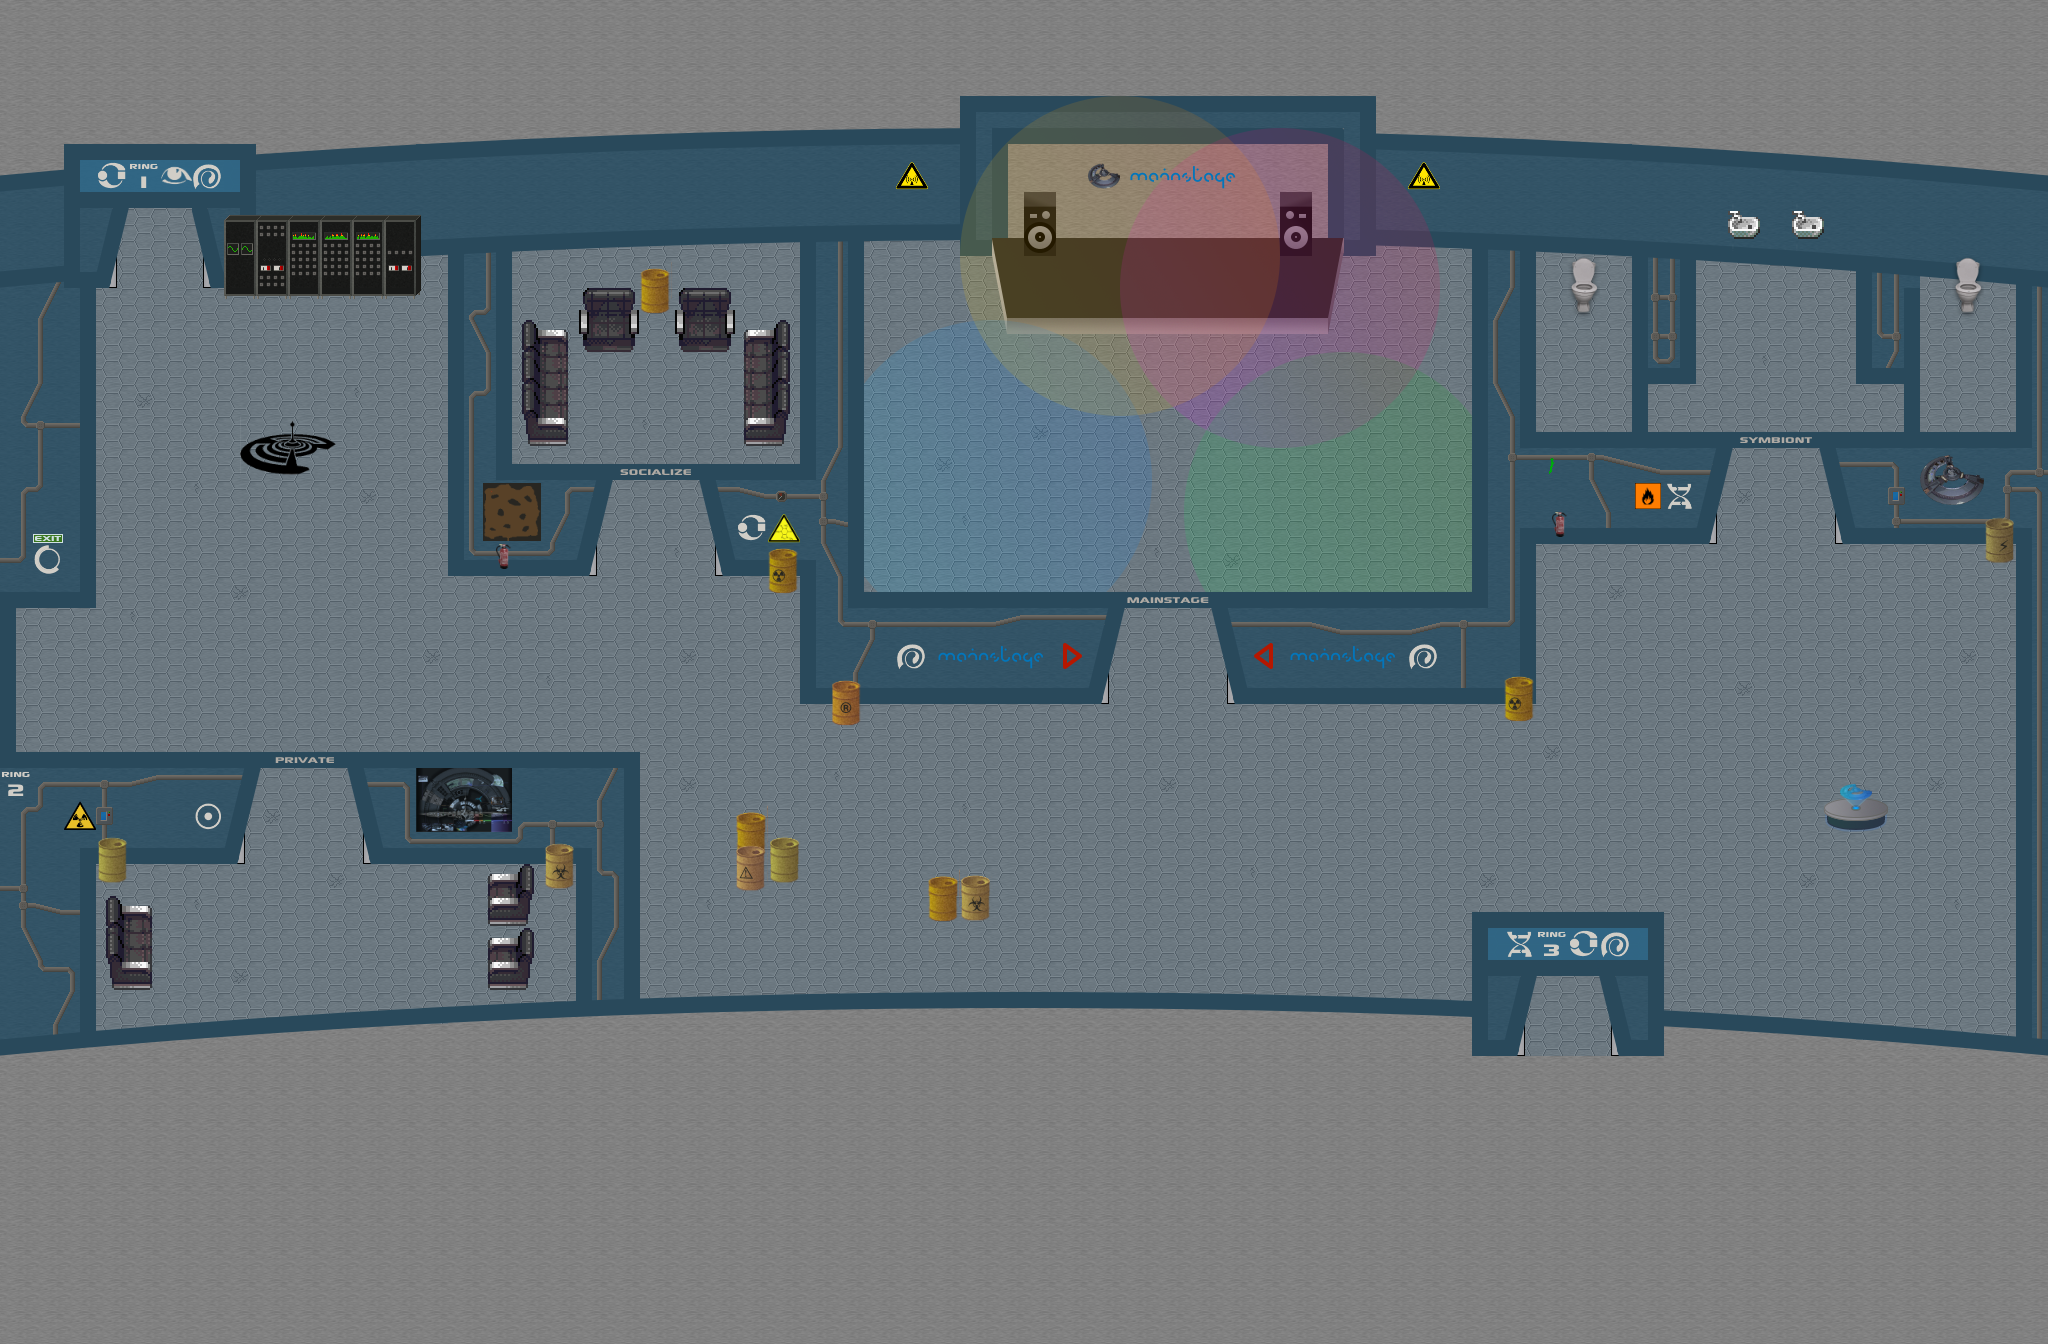 RING
1
mainstage
SYMBIONT
SOCIALIZE
EXIT
MAINSTAGE
mainstage
mainstage
PRIVATE
RING
2
RING
3